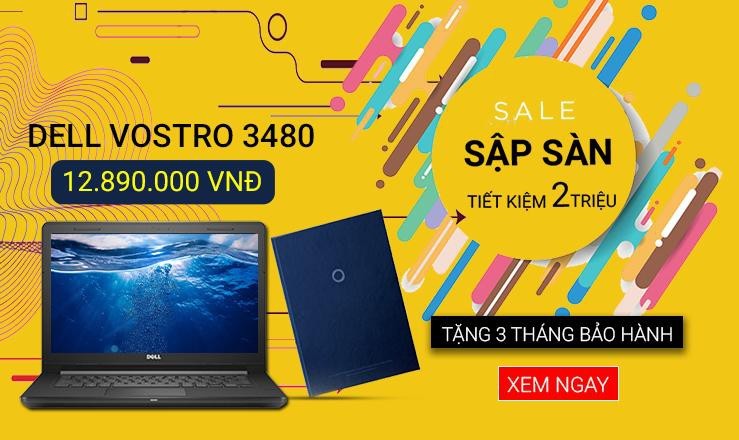 DELL VOSTRO 3480
12.890.000 VNĐ
SALE
SẬP SÀN
TIẾT KIỆM 2TRIỆU
DELL
TẶNG 3 THÁNG BẢO HÀNH
XEM NGAY